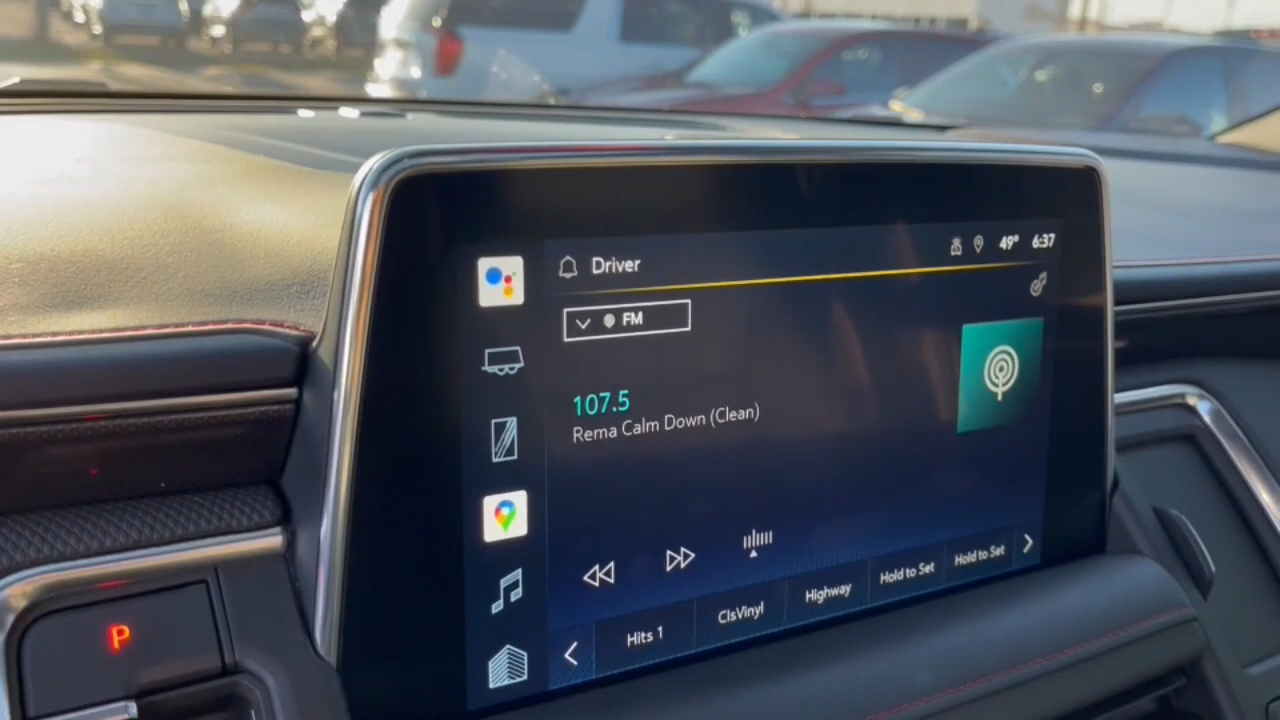 Driver
49° 6:37
FM
107.5
Rema Calm Down (Clean)
Hits 1
ClsVinyl
Highway
Hold to Set
Hold to Set
P